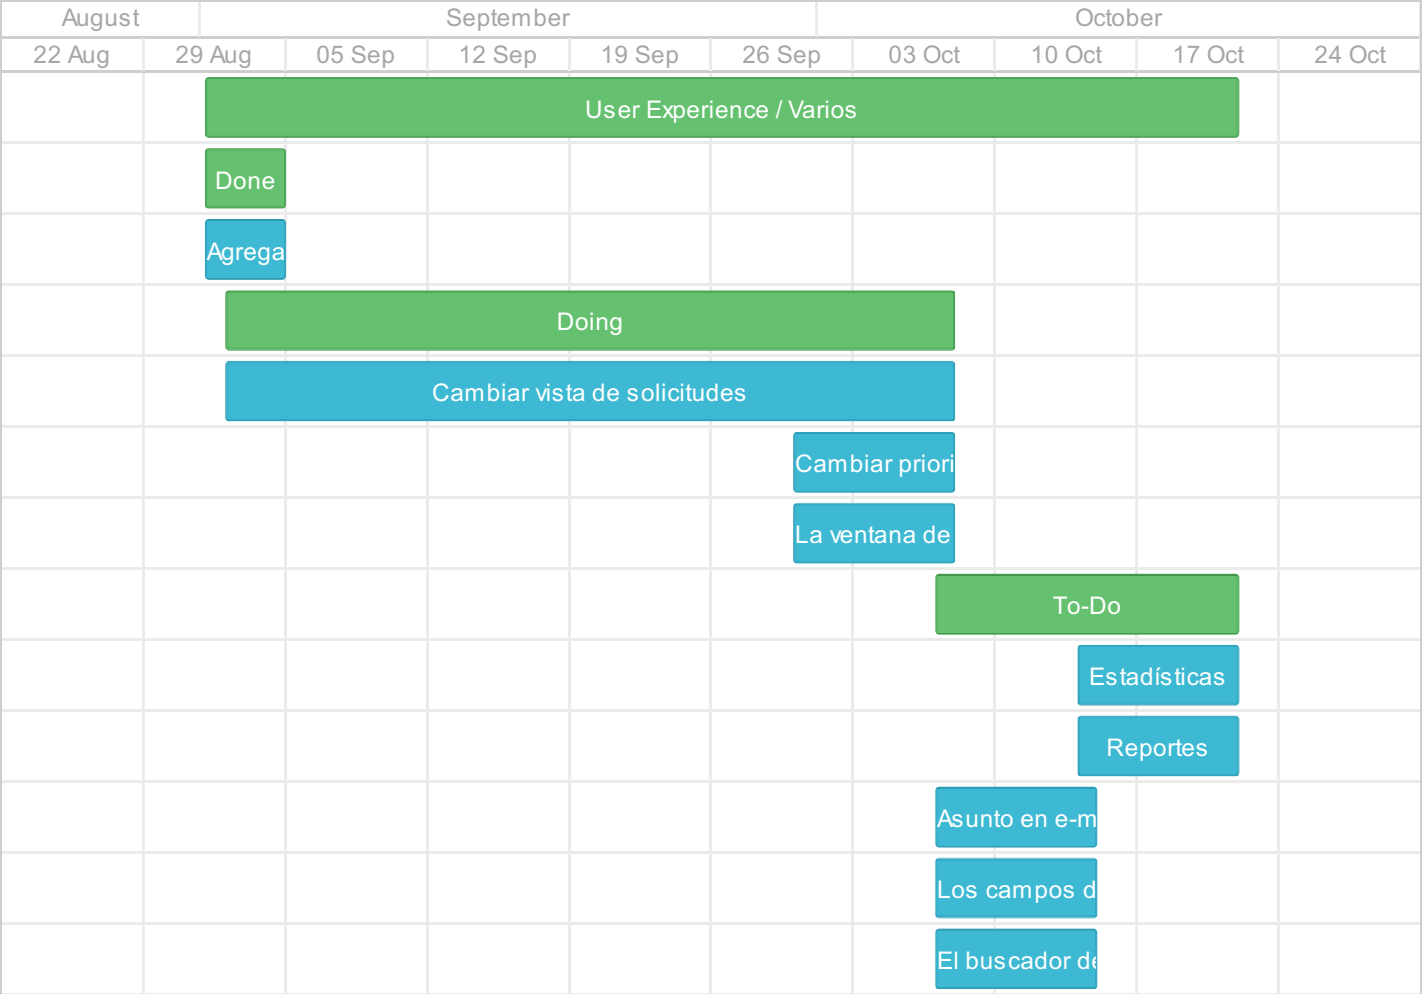 August September October
22 Aug 29 Aug 05 Sep 12 Sep 19 Sep 26 Sep 03 Oct 10 Oct 17 Oct 24 Oct
User Experience / Varios
Done
Agrega
Doing
Cambiar vista de solicitudes
Cambiar priori
La ventana de
To-Do
Estadísticas
Reportes
Asunto en e-m
Los campos d
El buscador de